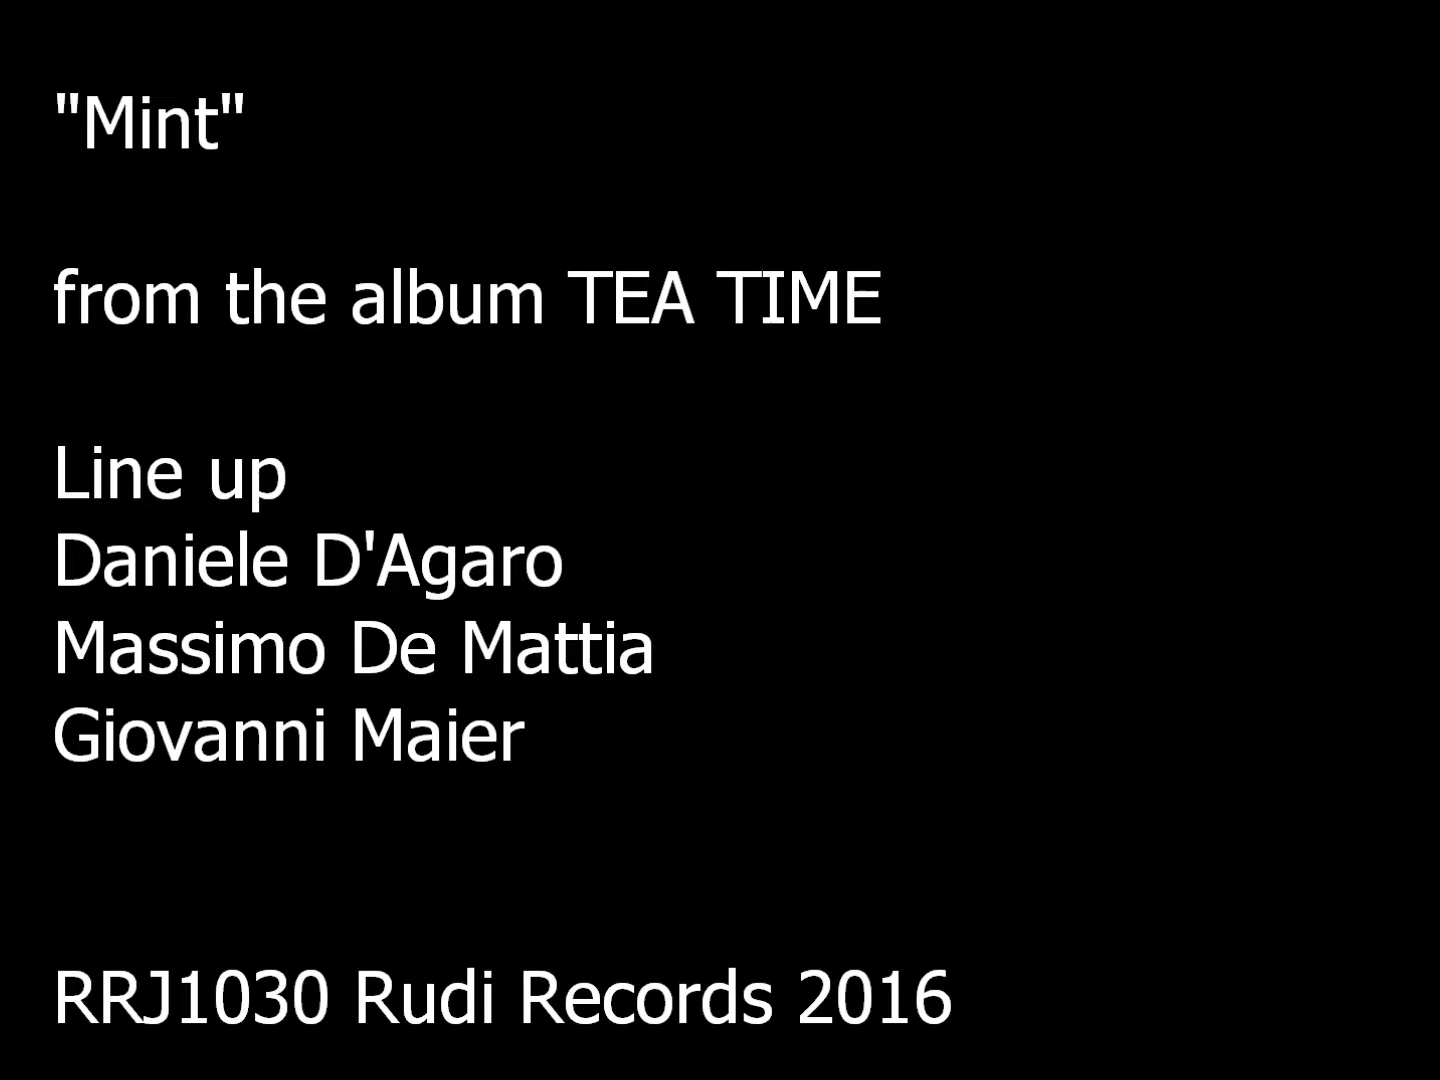 "Mint"
from the album TEA TIME
Line up
Daniele D'Agaro
Massimo De Mattia
Giovanni Maier
RRJ1030 Rudi Records 2016